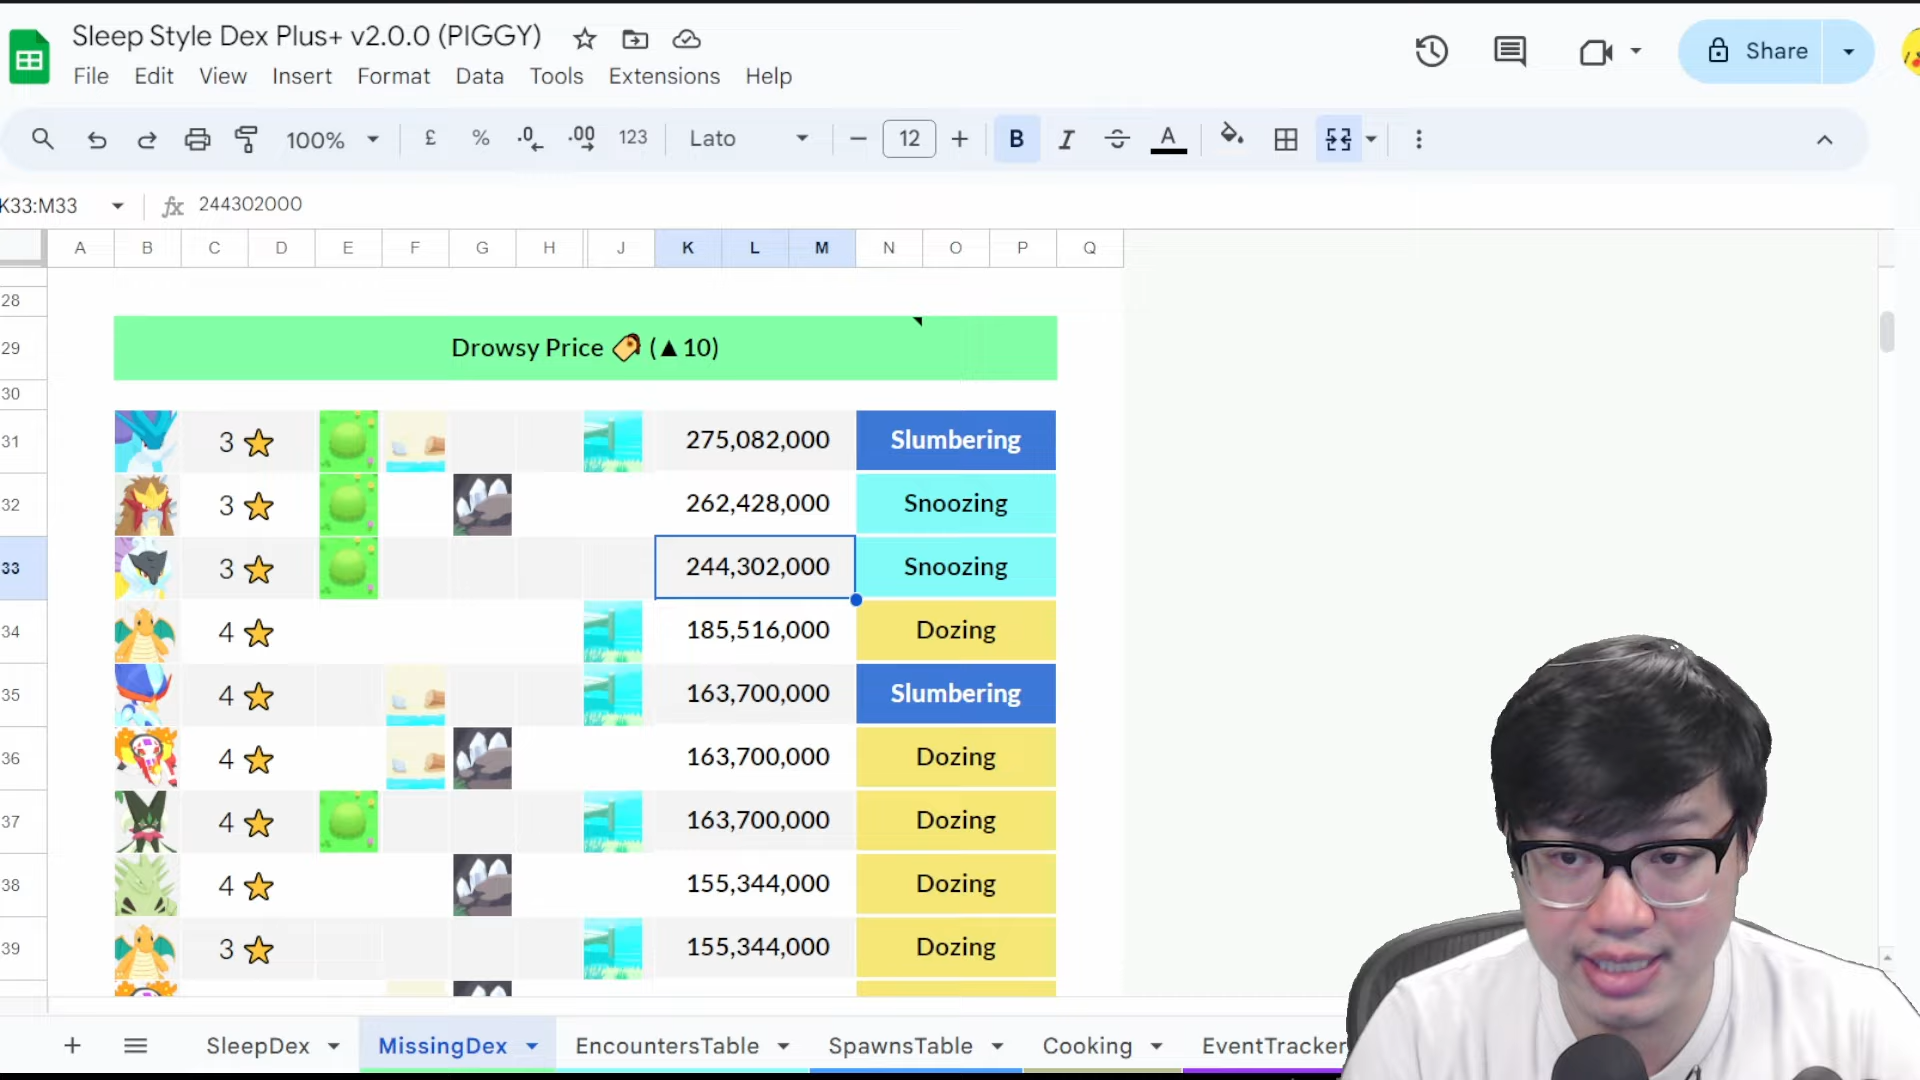 Sleep Style Dex Plus+ v2.0.0 (PIGGY)
File Edit View Insert Format Data Tools Extensions Help
Share
100% £ % .0 .00 123 Lato 12 B I A
K33:M33 fx 244302000
A B C D E F G H J K L M N O P Q
28
29 Drowsy Price (▲10)
30
31 3 275,082,000 Slumbering
32 3 262,428,000 Snoozing
33 3 244,302,000 Snoozing
34 4 185,516,000 Dozing
35 4 163,700,000 Slumbering
36 4 163,700,000 Dozing
37 4 163,700,000 Dozing
38 4 155,344,000 Dozing
39 3 155,344,000 Dozing
SleepDex MissingDex EncountersTable SpawnsTable Cooking EventTracker